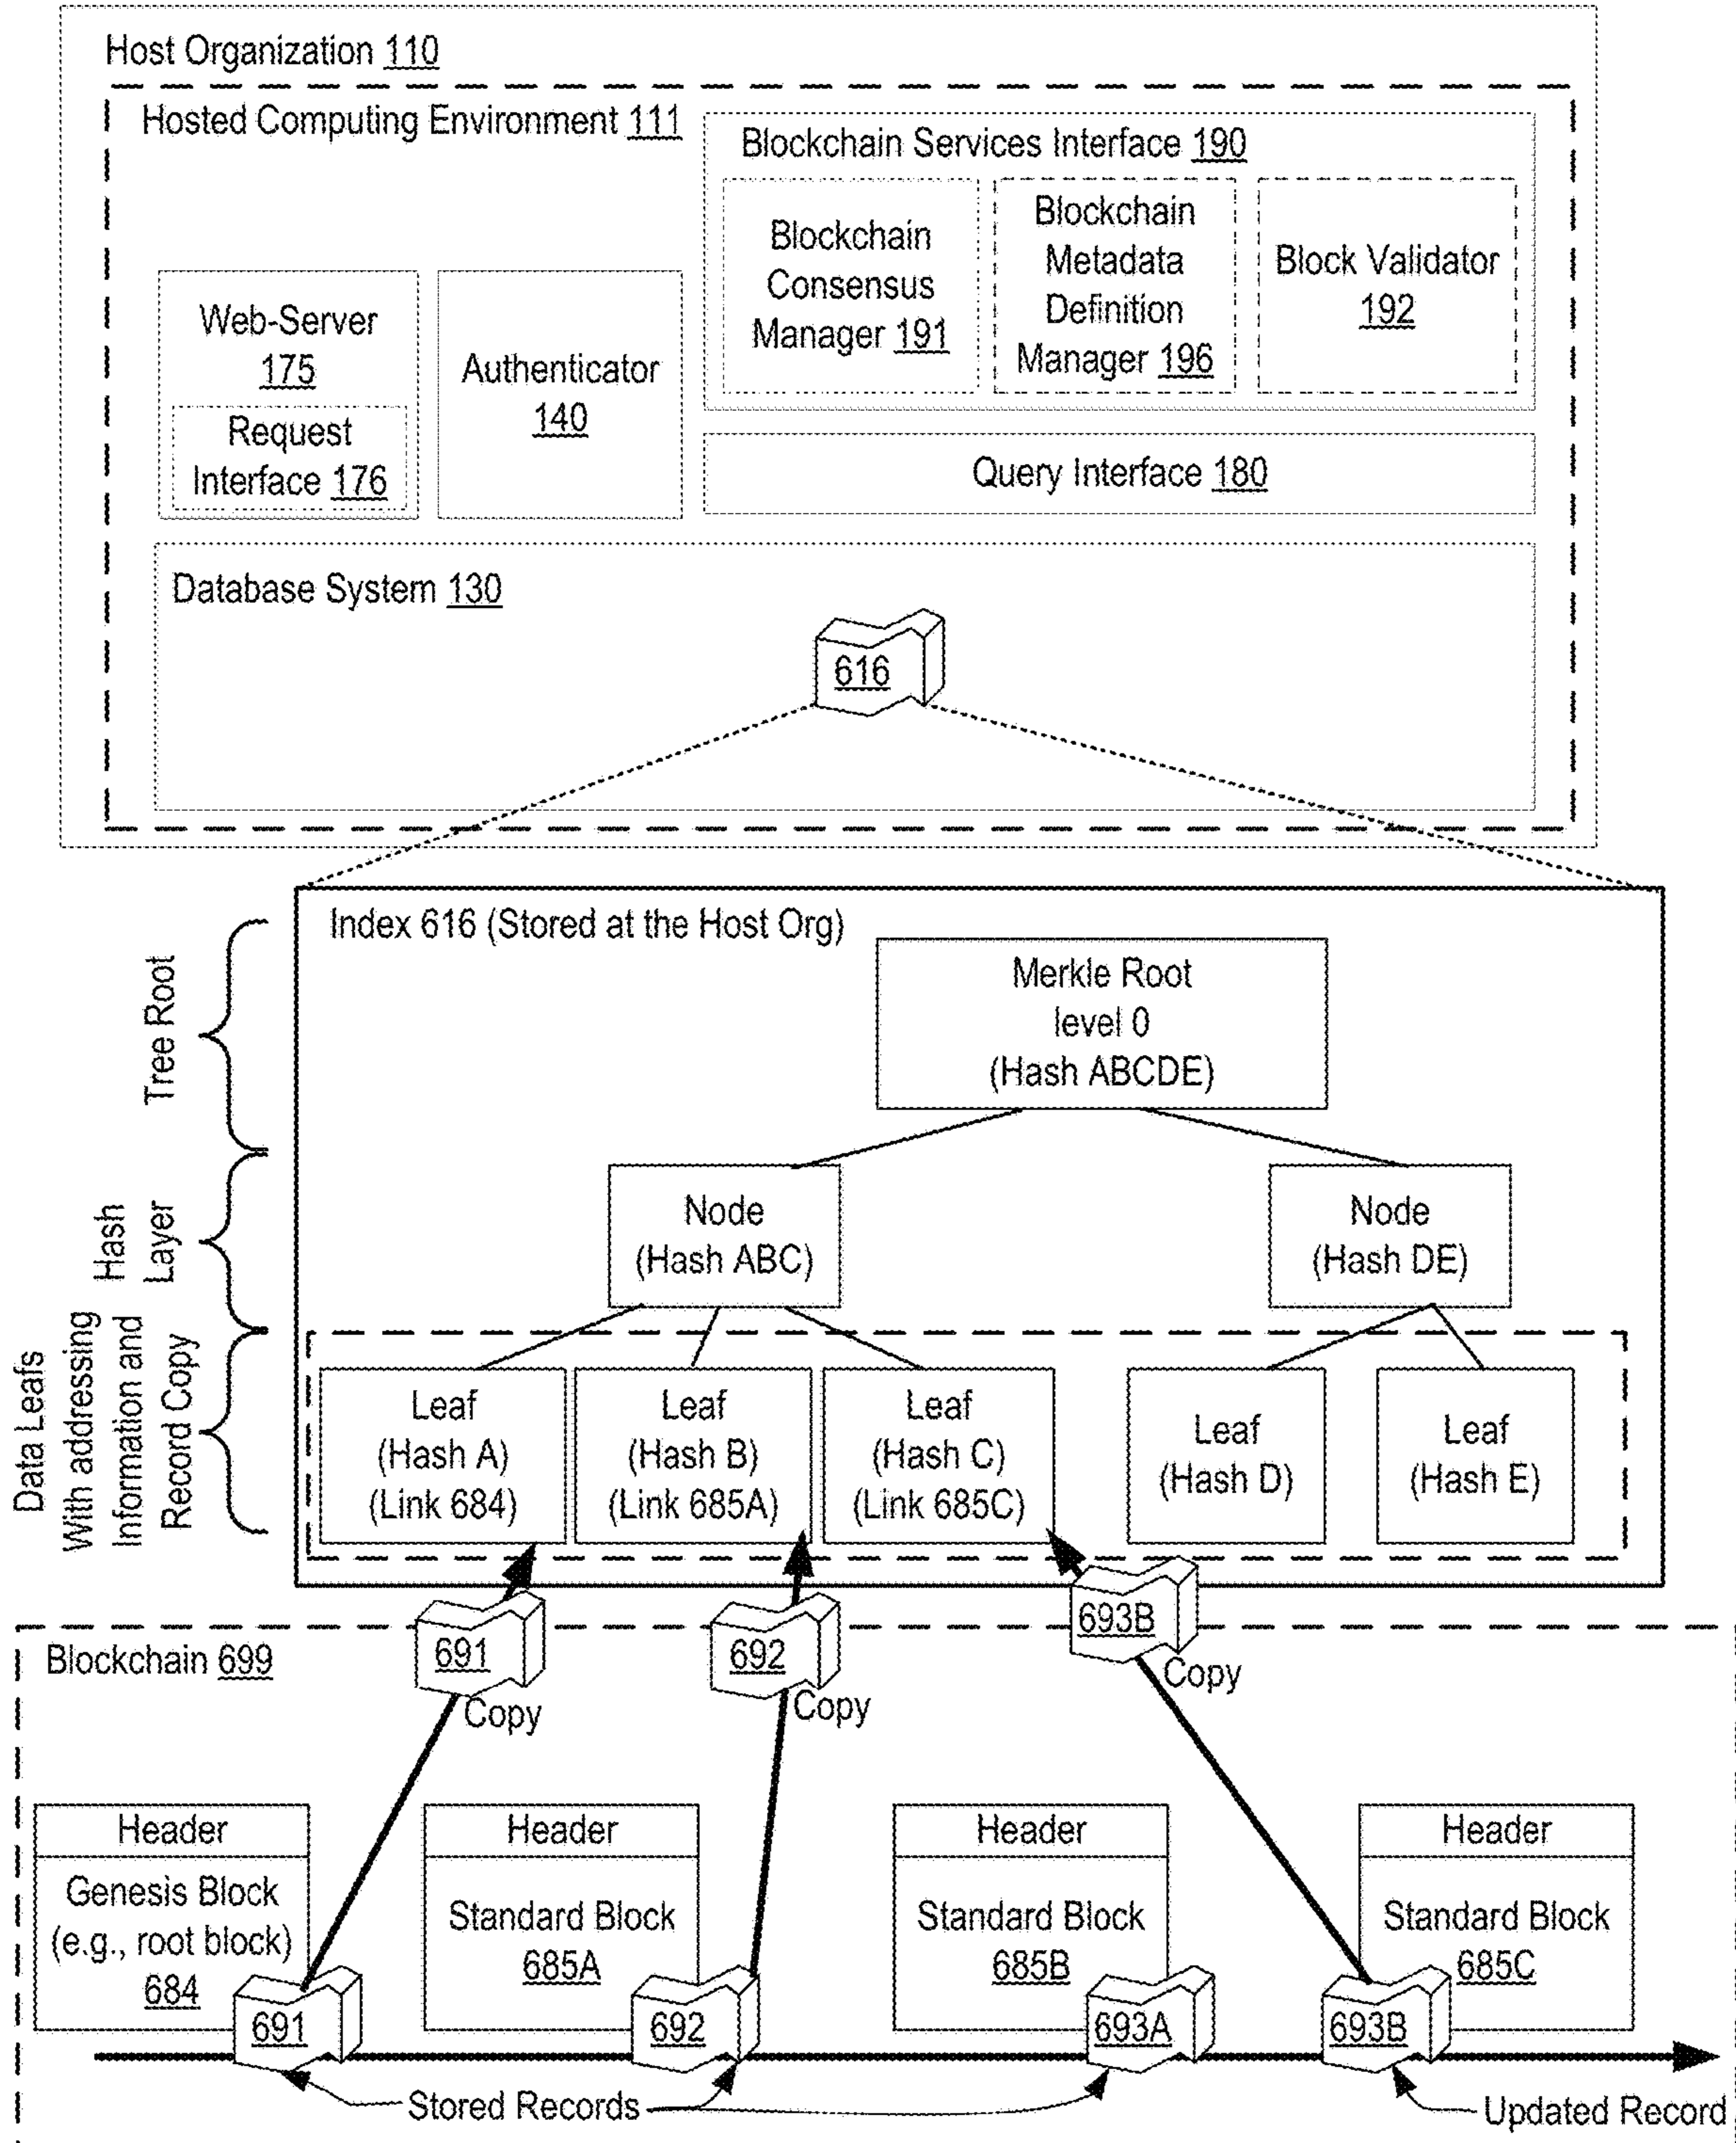 Host Organization 110
Hosted Computing Environment 111
Blockchain Services Interface 190
Blockchain
Consensus
Manager 191
Blockchain
Metadata
Definition
Manager 196
Block Validator
192
Web-Server
175
Request
Interface 176
Authenticator
140
Query Interface 180
Database System 130
616
Index 616 (Stored at the Host Org)
Tree Root
Merkle Root
level 0
(Hash ABCDE)
Hash
Layer
Node
(Hash ABC)
Node
(Hash DE)
Data Leafs
With addressing
Information and
Record Copy
Leaf
(Hash A)
(Link 684)
Leaf
(Hash B)
(Link 685A)
Leaf
(Hash C)
(Link 685C)
Leaf
(Hash D)
Leaf
(Hash E)
Blockchain 699
691
Copy
692
Copy
693B
Copy
Header
Genesis Block
(e.g., root block)
684
691
Header
Standard Block
685A
692
Header
Standard Block
685B
693A
Header
Standard Block
685C
693B
Stored Records
Updated Record